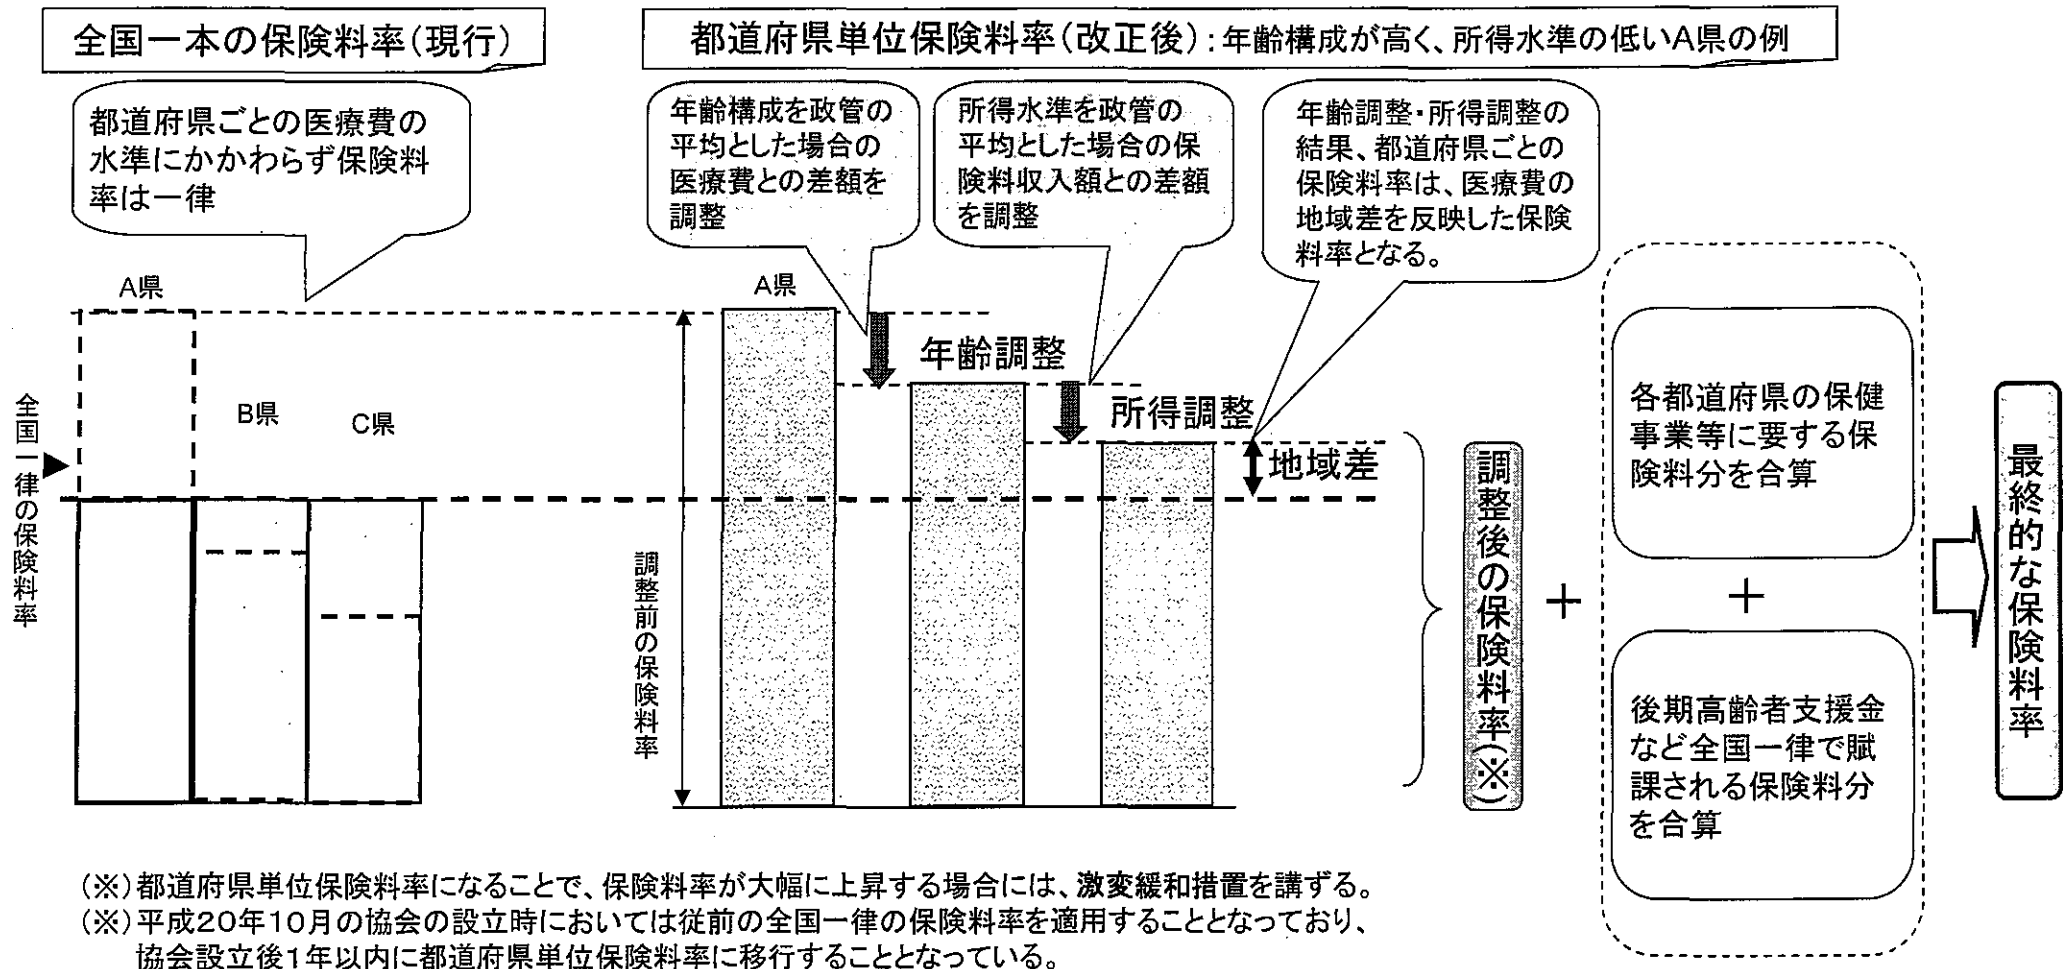 全国一本の保険料率(現行)
都道府県ごとの医療費の
水準にかかわらず保険料
率は一律
A県
B県
C県
全国一律の保険料率
都道府県単位保険料率(改正後):年齢構成が高く、所得水準の低いA県の例
年齢構成を政管の
平均とした場合の
医療費との差額を
調整
所得水準を政管の
平均とした場合の保
険料収入額との差額
を調整
年齢調整・所得調整の
結果、都道府県ごとの
保険料率は、医療費の
地域差を反映した保険
料率となる。
A県
年齢調整
所得調整
地域差
調整前の保険料率
調整後の保険料率(※)
+
各都道府県の保健
事業等に要する保
険料分を合算
+
後期高齢者支援金
など全国一律で賦
課される保険料分
を合算
最終的な保険料率
(※)都道府県単位保険料率になることで、保険料率が大幅に上昇する場合には、激変緩和措置を講ずる。
(※)平成20年10月の協会の設立時においては従前の全国一律の保険料率を適用することとなっており、
協会設立後1年以内に都道府県単位保険料率に移行することとなっている。